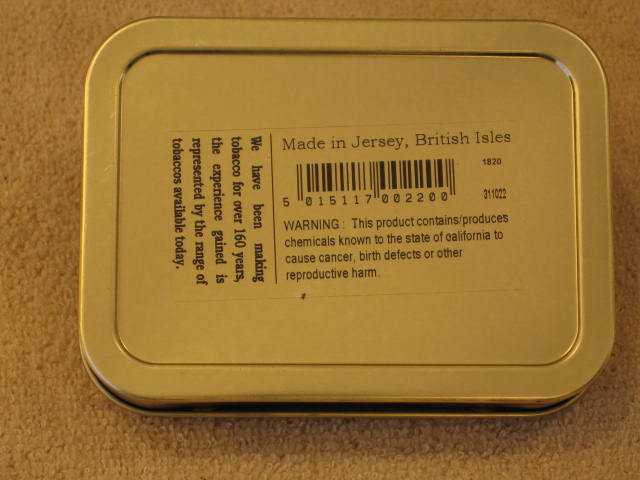 We have been making
tobacco for over 160 years,
the experience gained is
represented by the range of
tobaccos available today.
Made in Jersey, British Isles
1820
5 015117 002200
311022
WARNING : This product contains/produces
chemicals known to the state of california to
cause cancer, birth defects or other
reproductive harm.